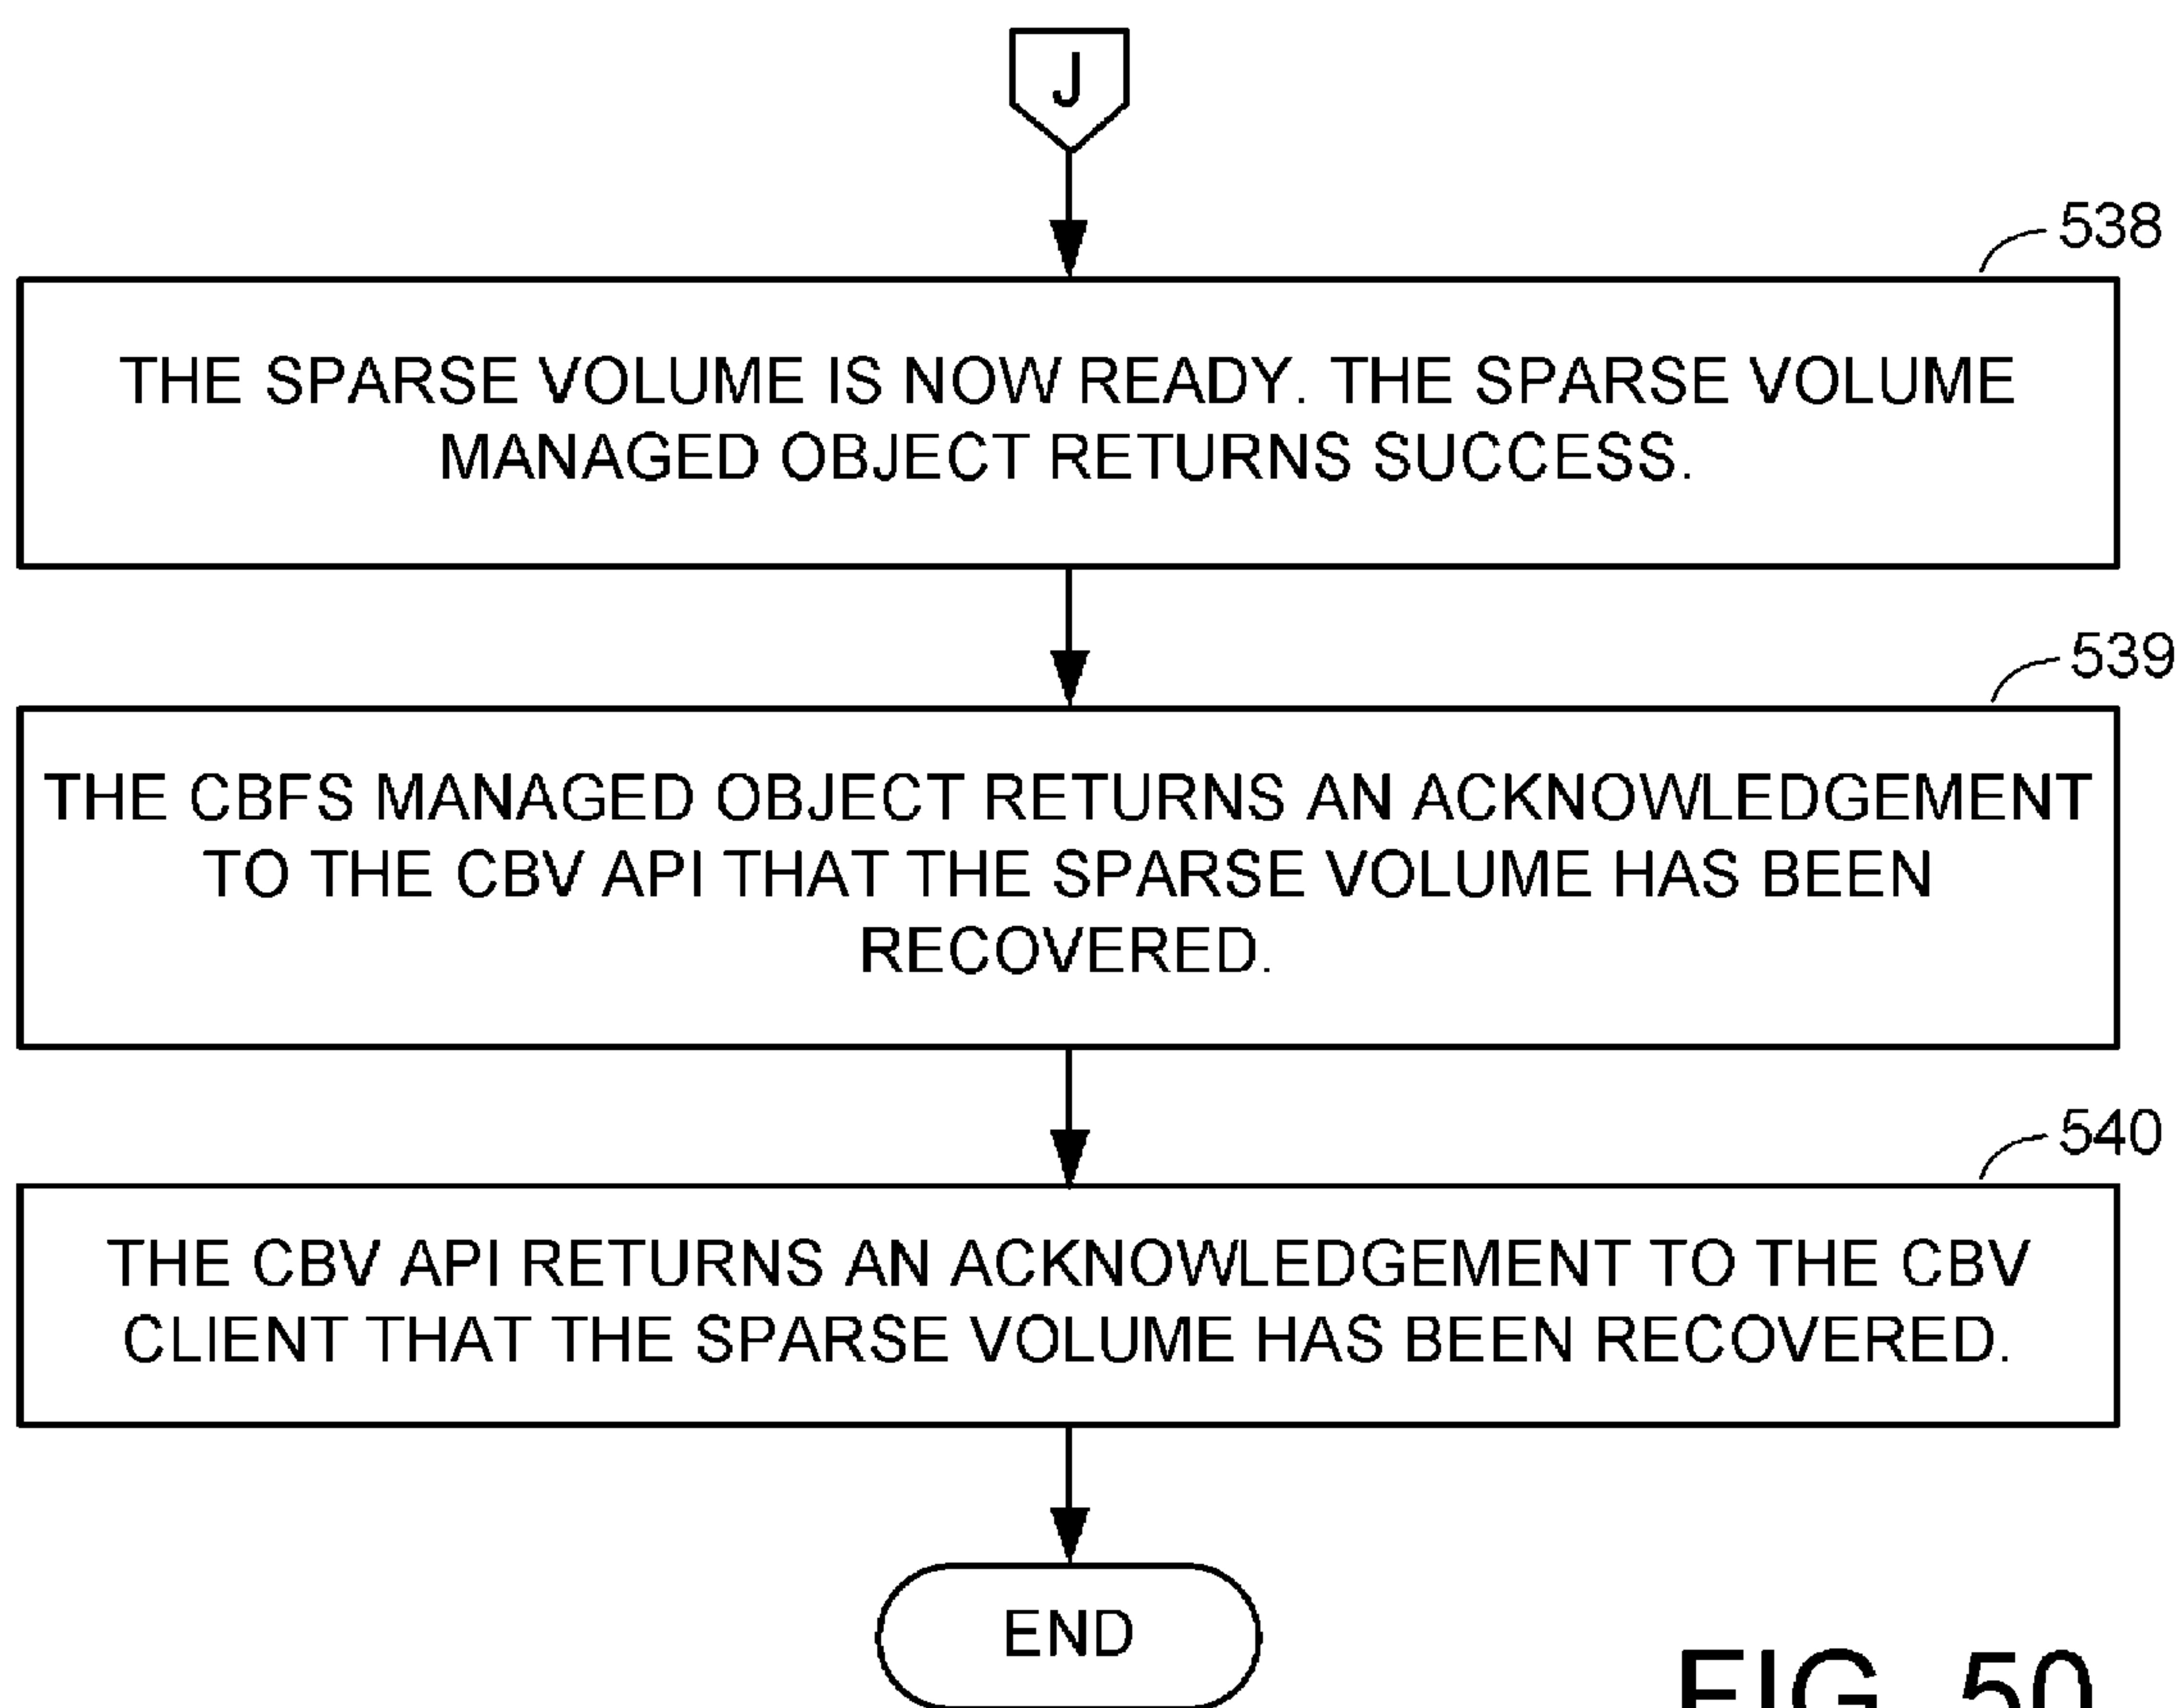 J
538
THE SPARSE VOLUME IS NOW READY. THE SPARSE VOLUME
MANAGED OBJECT RETURNS SUCCESS.
539
THE CBFS MANAGED OBJECT RETURNS AN ACKNOWLEDGEMENT
TO THE CBV API THAT THE SPARSE VOLUME HAS BEEN
RECOVERED.
540
THE CBV API RETURNS AN ACKNOWLEDGEMENT TO THE CBV
CLIENT THAT THE SPARSE VOLUME HAS BEEN RECOVERED.
END
FIG. 50